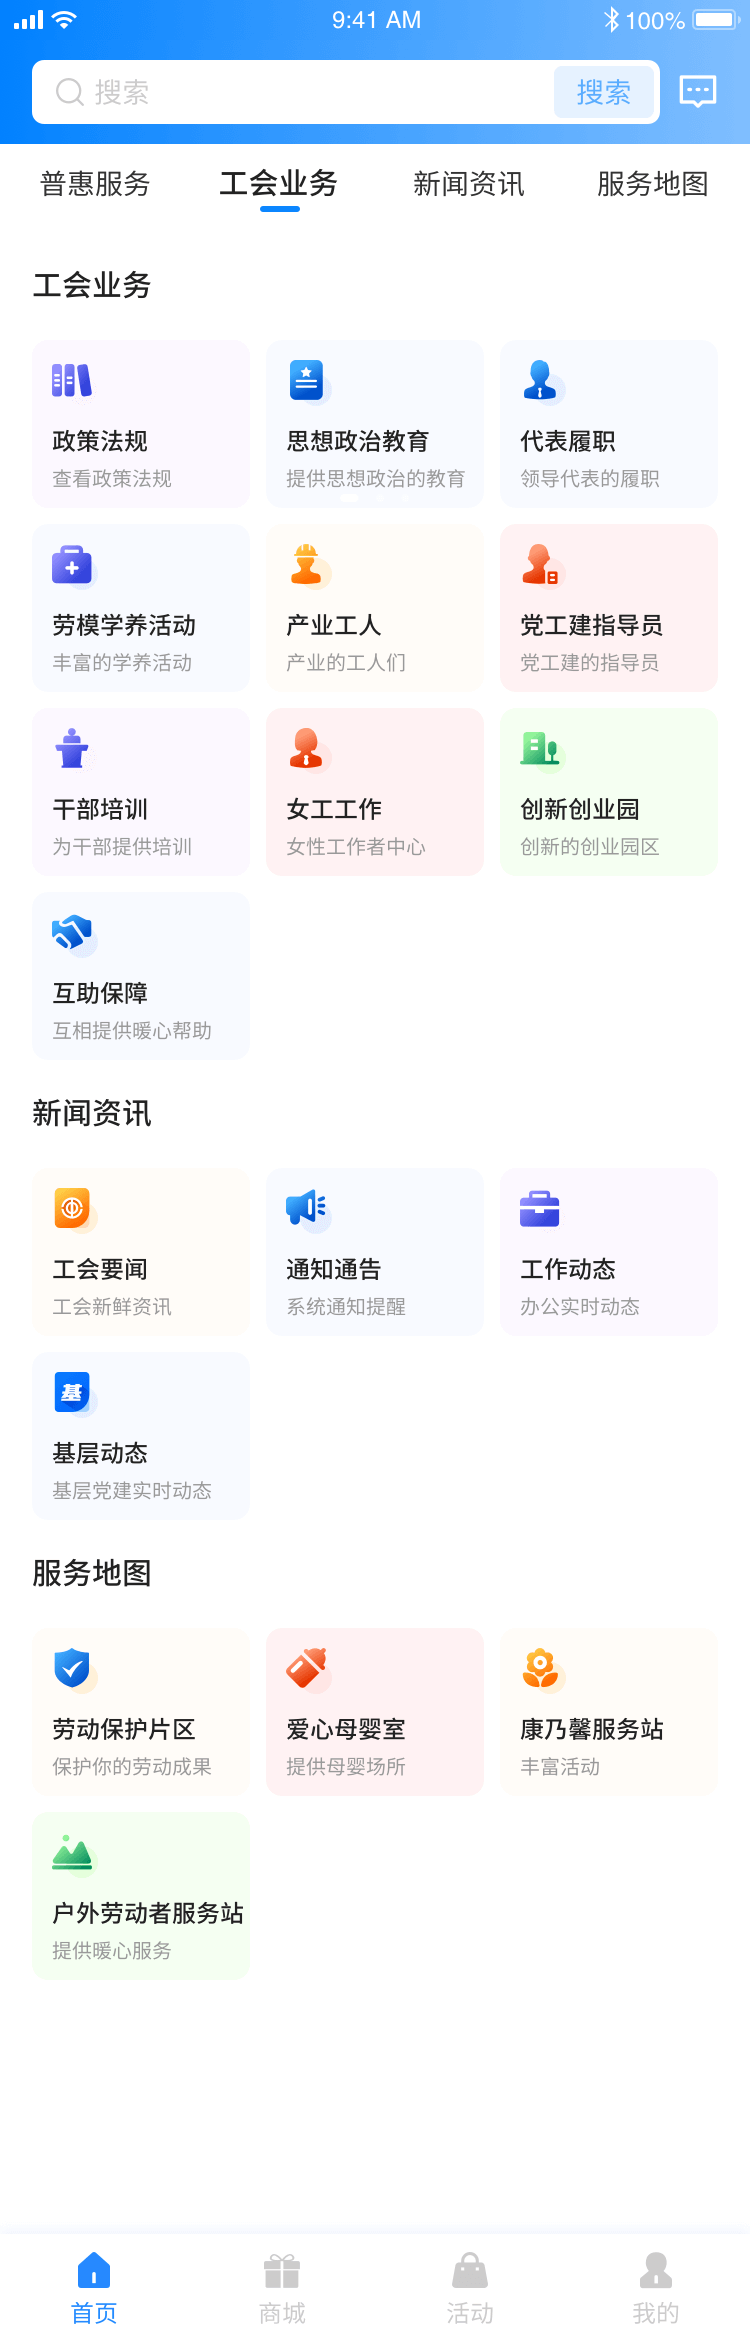 9:41 AM
100%
搜索
搜索
普惠服务
工会业务
新闻资讯
服务地图
工会业务
政策法规
查看政策法规
思想政治教育
提供思想政治的教育
代表履职
领导代表的履职
劳模学养活动
丰富的学养活动
产业工人
产业的工人们
党工建指导员
党工建的指导员
干部培训
为干部提供培训
女工工作
女性工作者中心
创新创业园
创新的创业园区
互助保障
互相提供暖心帮助
新闻资讯
工会要闻
工会新鲜资讯
通知通告
系统通知提醒
工作动态
办公实时动态
基
基层动态
基层党建实时动态
服务地图
劳动保护片区
保护你的劳动成果
爱心母婴室
提供母婴场所
康乃馨服务站
丰富活动
户外劳动者服务站
提供暖心服务
首页
商城
活动
我的